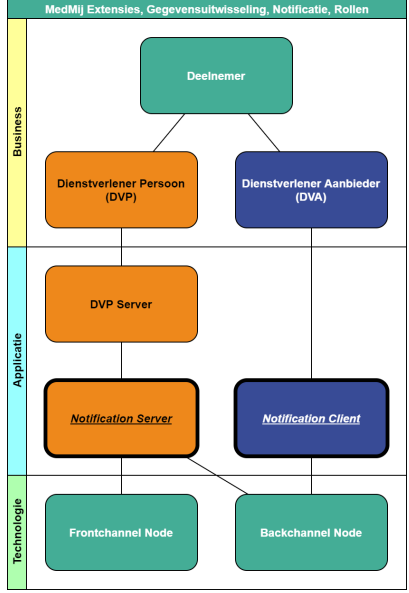 MedMij Extensies, Gegevensuitwisseling, Notificatie, Rollen
Business
Deelnemer
Dienstverlener Persoon
(DVP)
Dienstverlener Aanbieder
(DVA)
Applicatie
DVP Server
Notification Server
Notification Client
Technologie
Frontchannel Node
Backchannel Node